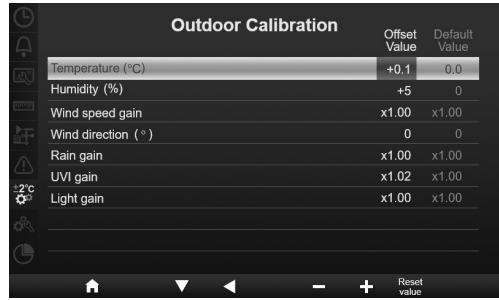 Outdoor Calibration
Offset Value
Default Value
Temperature (°C) +0.1 0.0
Humidity (%) +5 0
Wind speed gain x1.00 x1.00
Wind direction (°) 0 0
Rain gain x1.00 x1.00
UVI gain x1.02 x1.00
Light gain x1.00 x1.00
±2°C
Reset value